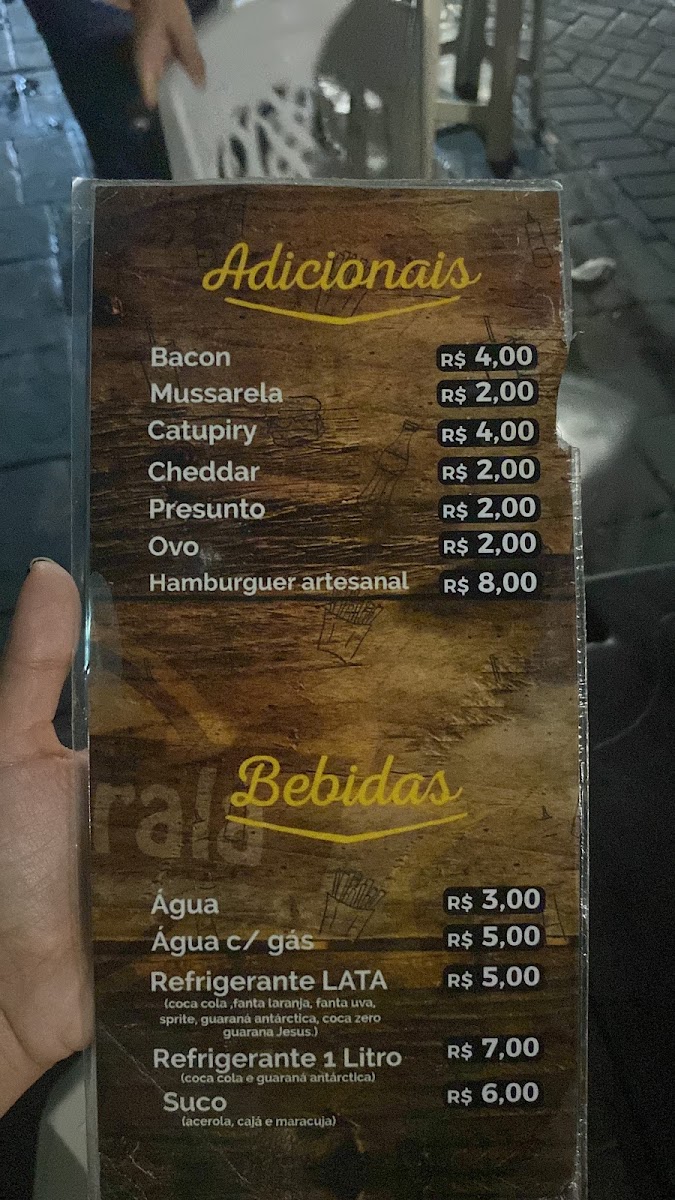 Adicionais
Bacon R$ 4,00
Mussarela R$ 2,00
Catupiry R$ 4,00
Cheddar R$ 2,00
Presunto R$ 2,00
Ovo R$ 2,00
Hamburguer artesanal R$ 8,00
Bebidas
Água R$ 3,00
Água c/ gás R$ 5,00
Refrigerante LATA R$ 5,00
(coca cola ,fanta laranja, fanta uva,
sprite, guaraná antárctica, coca zero
guarana Jesus.)
Refrigerante 1 Litro R$ 7,00
(coca cola e guaraná antárctica)
Suco R$ 6,00
(acerola, cajá e maracuja)